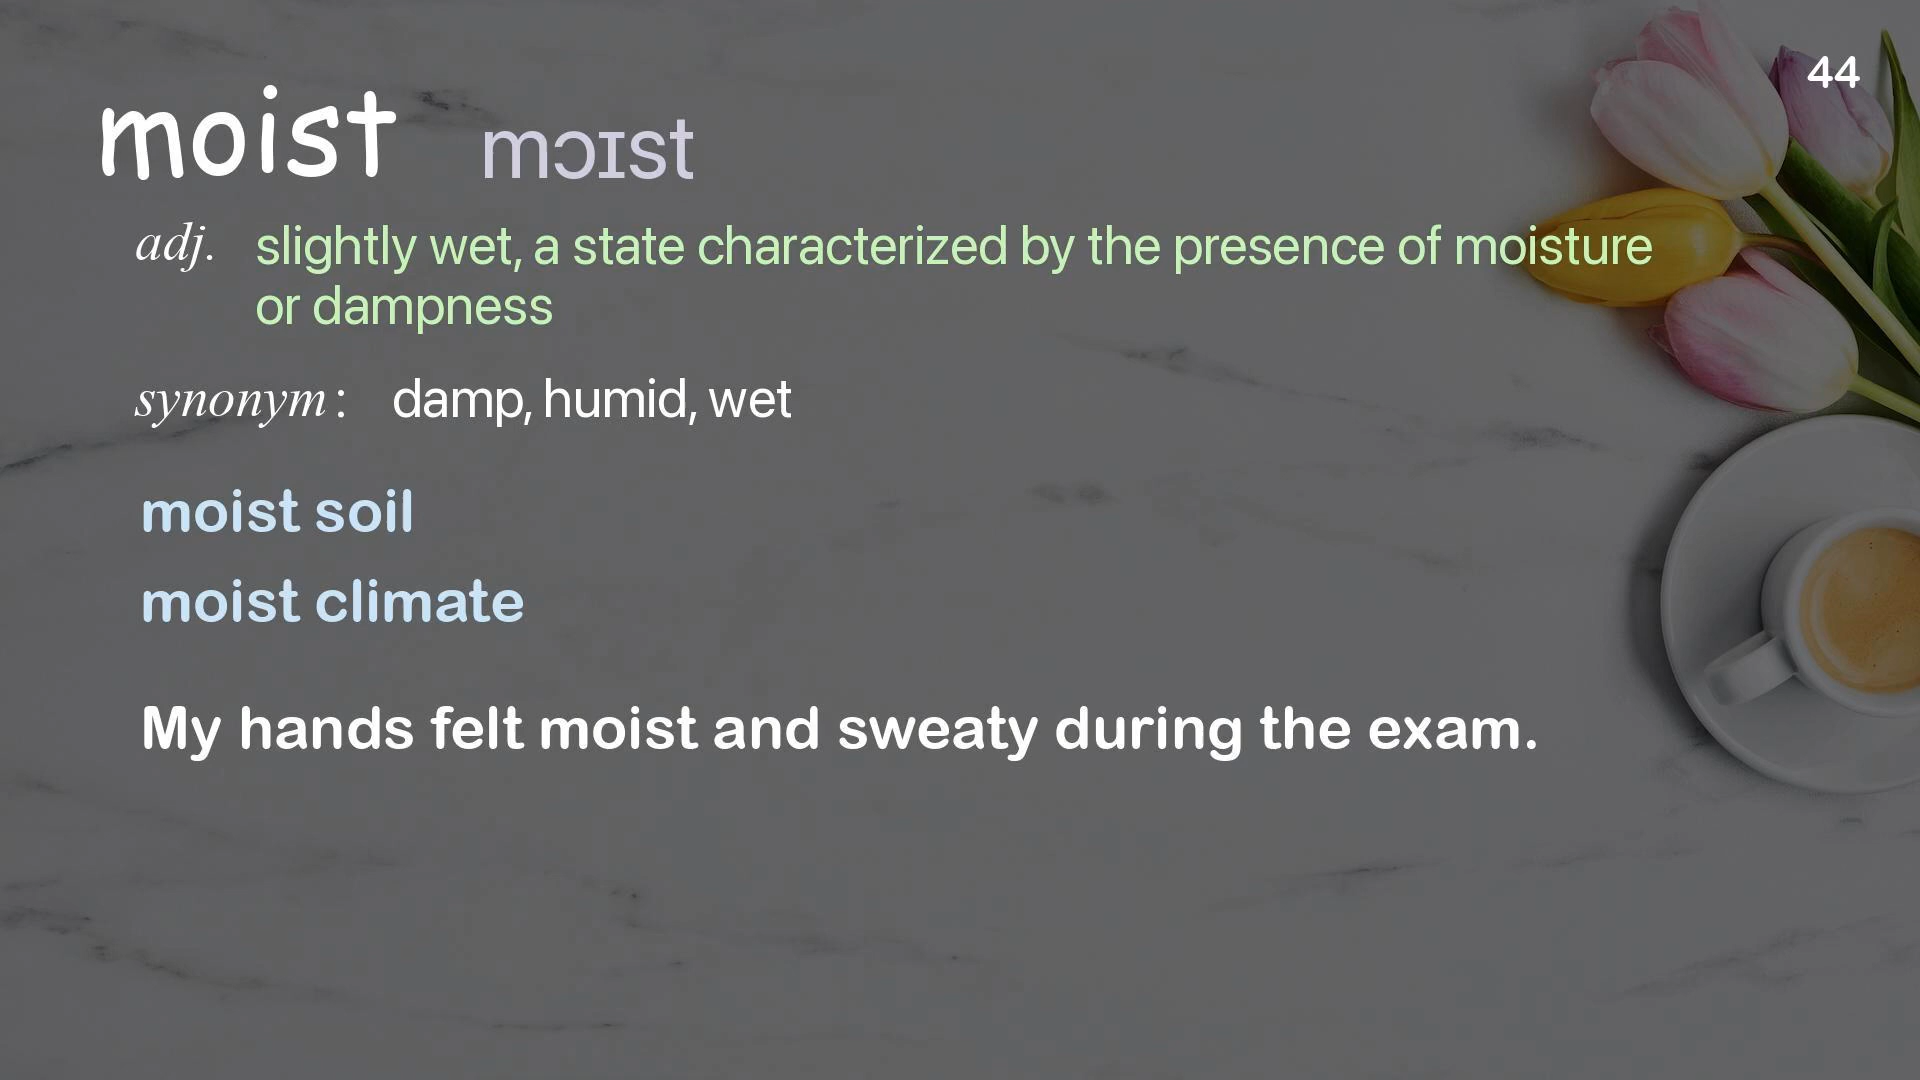 44
moist mɔɪst
adj. slightly wet, a state characterized by the presence of moisture
or dampness
synonym: damp, humid, wet
moist soil
moist climate
My hands felt moist and sweaty during the exam.